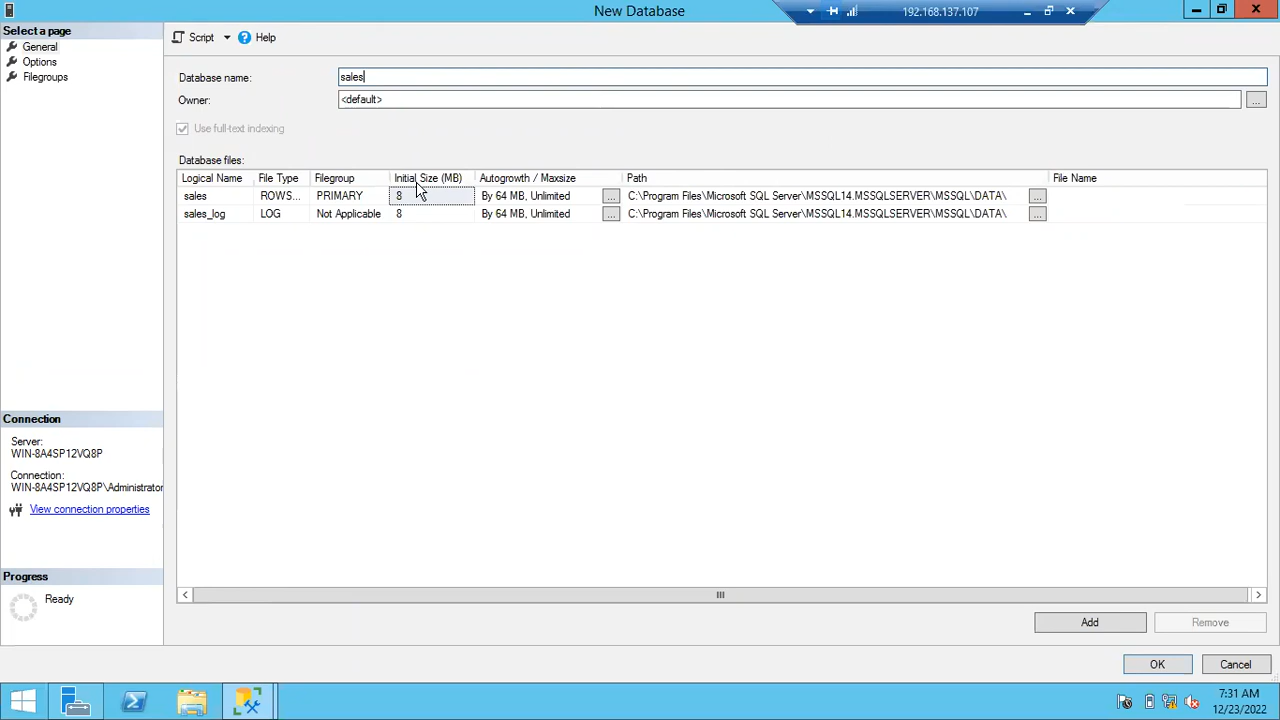 New Database
192.168.137.107
Select a page
General
Options
Filegroups
Script
Help
Database name:
sales
Owner:
<default>
...
Use full-text indexing
Database files:
Logical Name File Type Filegroup Initial Size (MB) Autogrowth / Maxsize Path File Name
sales ROWS... PRIMARY 8 By 64 MB, Unlimited ... C:\Program Files\Microsoft SQL Server\MSSQL14.MSSQLSERVER\MSSQL\DATA\ ...
sales_log LOG Not Applicable 8 By 64 MB, Unlimited ... C:\Program Files\Microsoft SQL Server\MSSQL14.MSSQLSERVER\MSSQL\DATA\ ...
Connection
Server:
WIN-8A4SP12VQ8P
Connection:
WIN-8A4SP12VQ8P\Administrator
View connection properties
Progress
Ready
Add
Remove
OK
Cancel
7:31 AM
12/23/2022